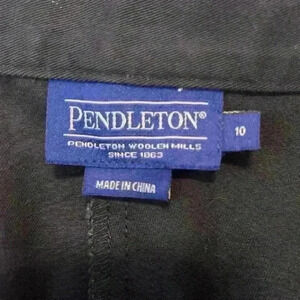 PENDLETON®
PENDLETON WOOLEN MILLS
SINCE 1863
10
MADE IN CHINA